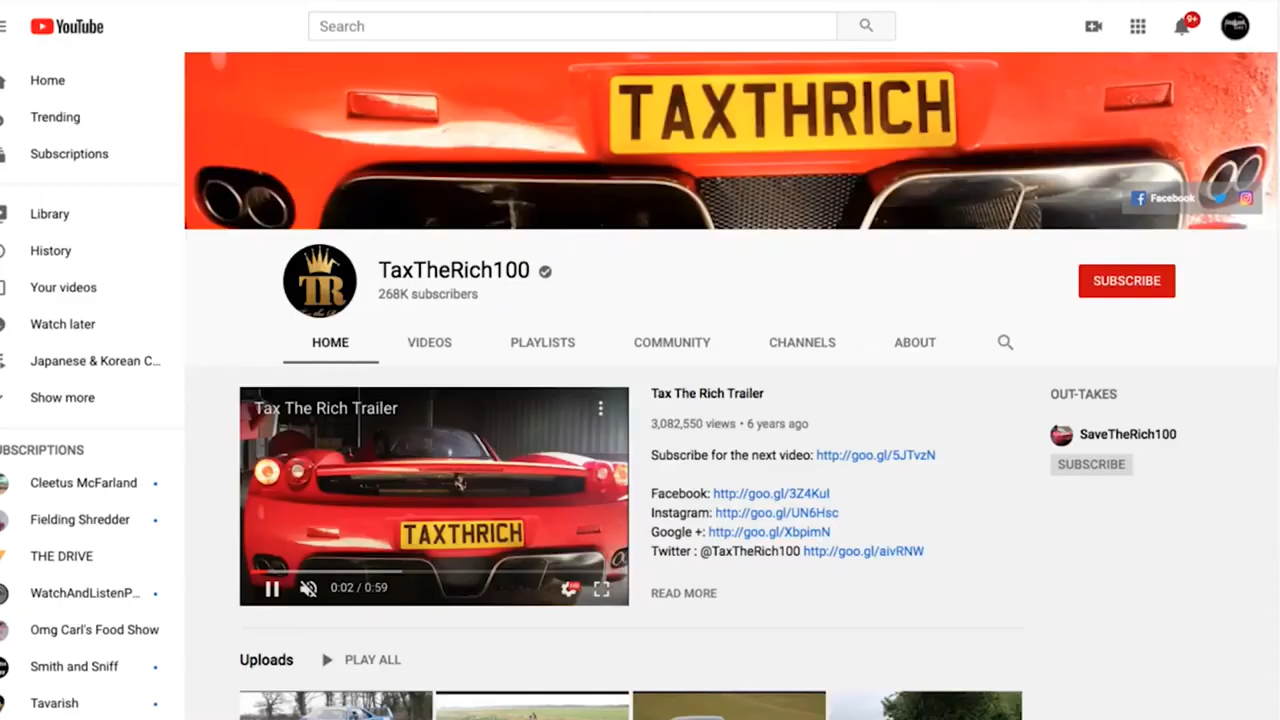 YouTube
Search
9+
Home
Trending
Subscriptions
Library
History
Your videos
Watch later
Japanese & Korean C...
Show more
UBSCRIPTIONS
Cleetus McFarland
Fielding Shredder
THE DRIVE
WatchAndListenP...
Omg Carl's Food Show
Smith and Sniff
Tavarish
TAXTHRICH
Facebook
TR
TaxTheRich100
268K subscribers
SUBSCRIBE
HOME VIDEOS PLAYLISTS COMMUNITY CHANNELS ABOUT
Tax The Rich Trailer
TAXTHRICH
0:02 / 0:59
HD
Tax The Rich Trailer
3,082,550 views • 6 years ago
Subscribe for the next video: http://goo.gl/5JTvzN
Facebook: http://goo.gl/3Z4KuI
Instagram: http://goo.gl/UN6Hsc
Google +: http://goo.gl/XbpimN
Twitter : @TaxTheRich100 http://goo.gl/aivRNW
READ MORE
OUT-TAKES
SaveTheRich100
SUBSCRIBE
Uploads PLAY ALL